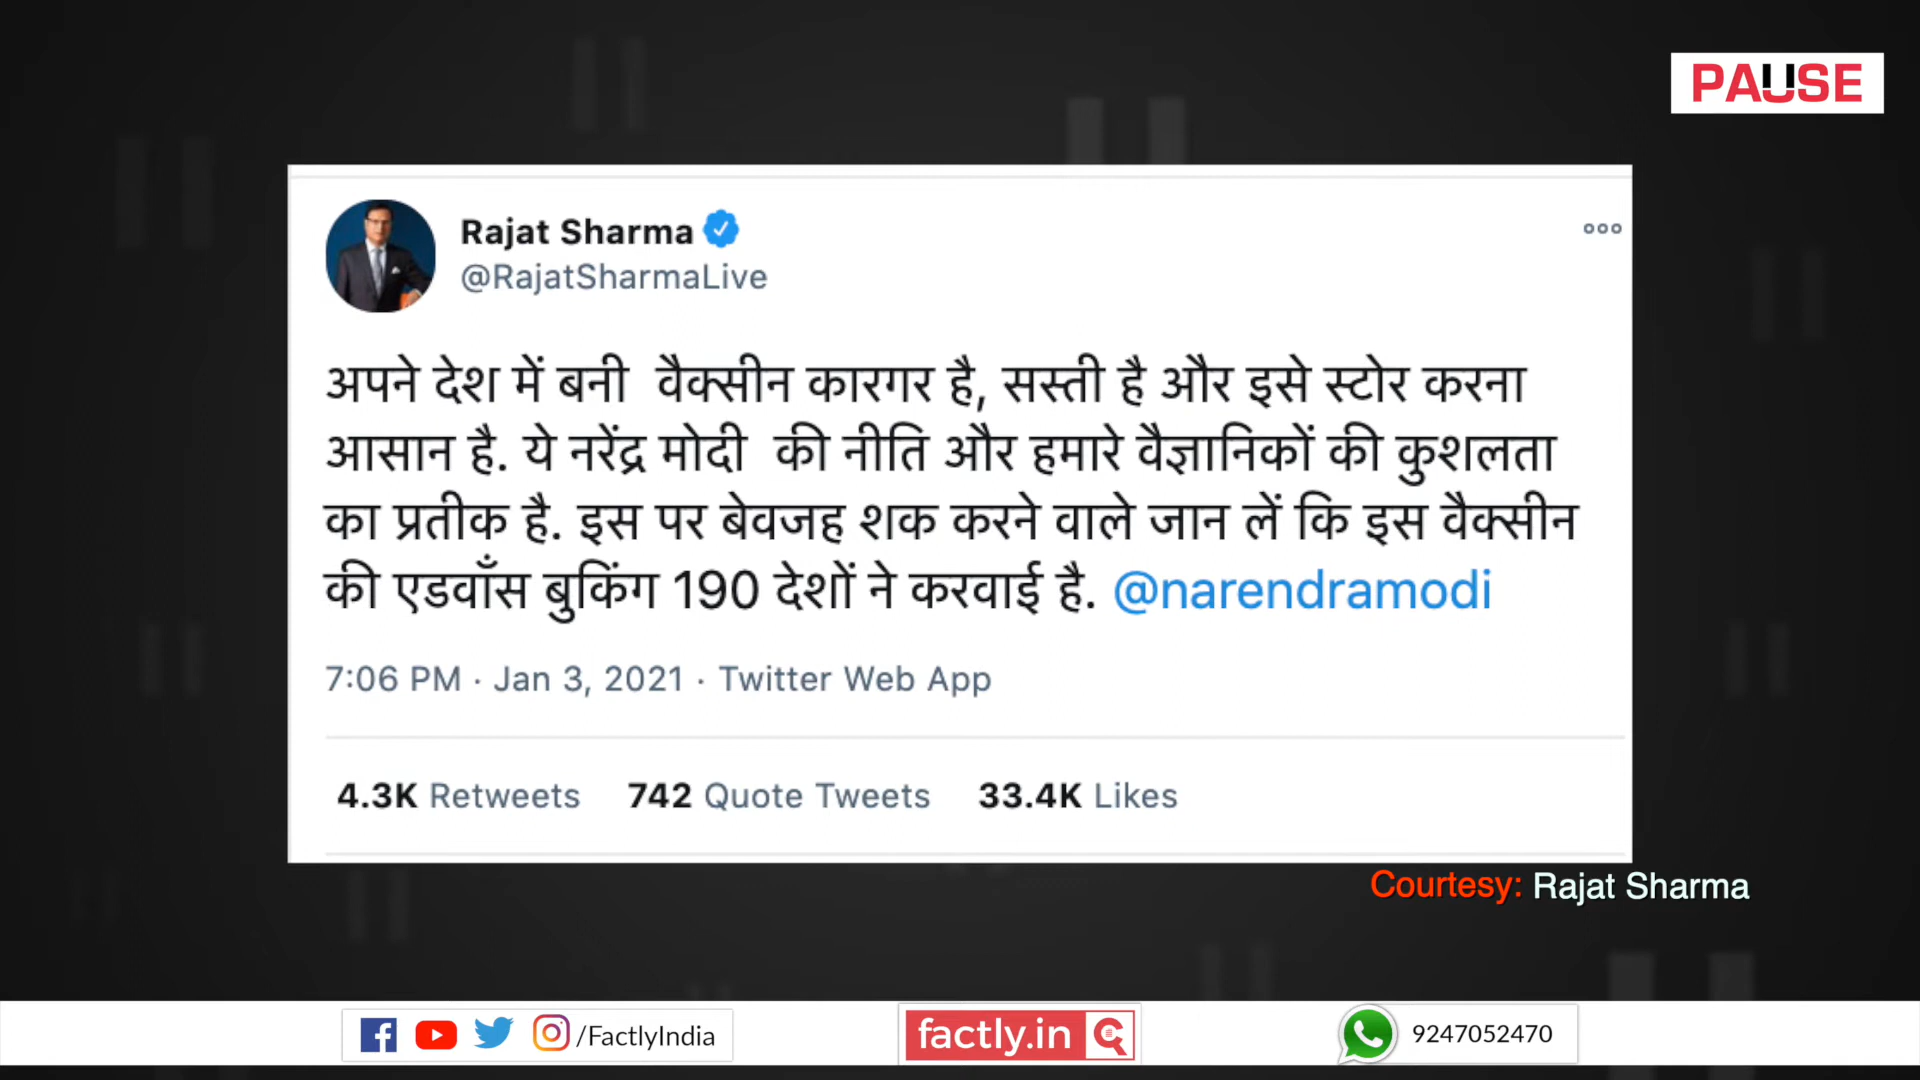 PAUSE
Rajat Sharma
@RajatSharmaLive
अपने देश में बनी वैक्सीन कारगर है, सस्ती है और इसे स्टोर करना
आसान है. ये नरेंद्र मोदी की नीति और हमारे वैज्ञानिकों की कुशलता
का प्रतीक है. इस पर बेवजह शक करने वाले जान लें कि इस वैक्सीन
की एडवाँस बुकिंग 190 देशों ने करवाई है. @narendramodi
7:06 PM · Jan 3, 2021 · Twitter Web App
4.3K Retweets 742 Quote Tweets 33.4K Likes
Courtesy: Rajat Sharma
/FactlyIndia factly.in 9247052470